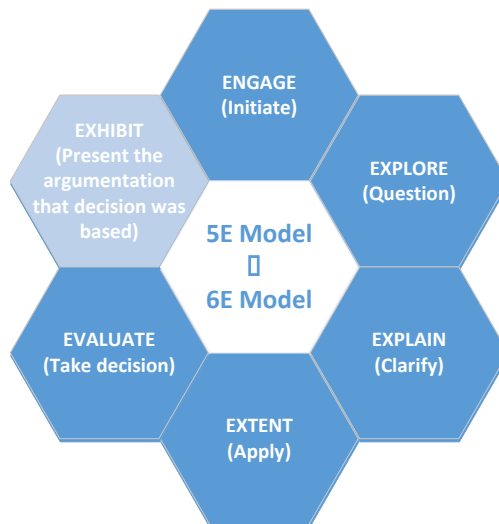 ENGAGE
(Initiate)
EXPLORE
(Question)
EXPLAIN
(Clarify)
EXTENT
(Apply)
EVALUATE
(Take decision)
EXHIBIT
(Present the
argumentation
that decision was
based)
5E Model
▯
6E Model